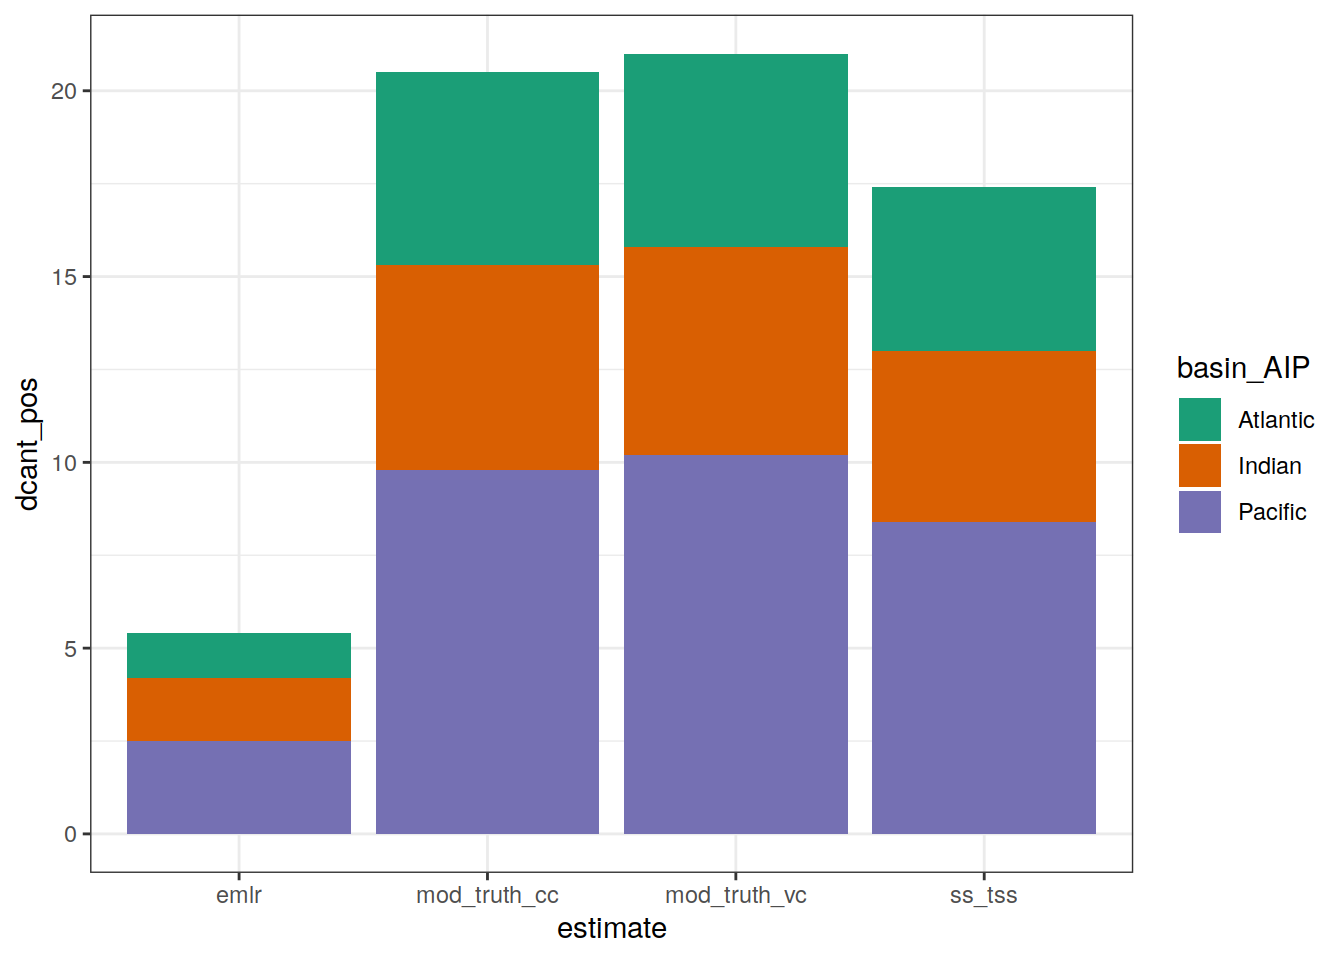 20
15
10
5
0
dcant_pos
emlr
mod_truth_cc
mod_truth_vc
ss_tss
estimate
basin_AIP
Atlantic
Indian
Pacific